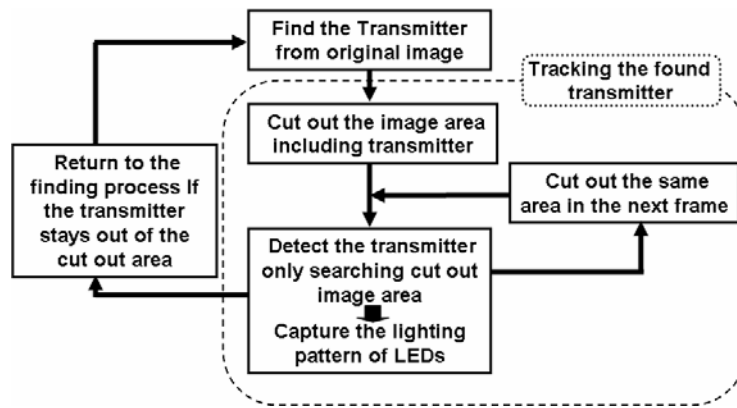 Find the Transmitter
from original image
Tracking the found
transmitter
Cut out the image area
including transmitter
Return to the
finding process If
the transmitter
stays out of the
cut out area
Cut out the same
area in the next frame
Detect the transmitter
only searching cut out
image area
Capture the lighting
pattern of LEDs